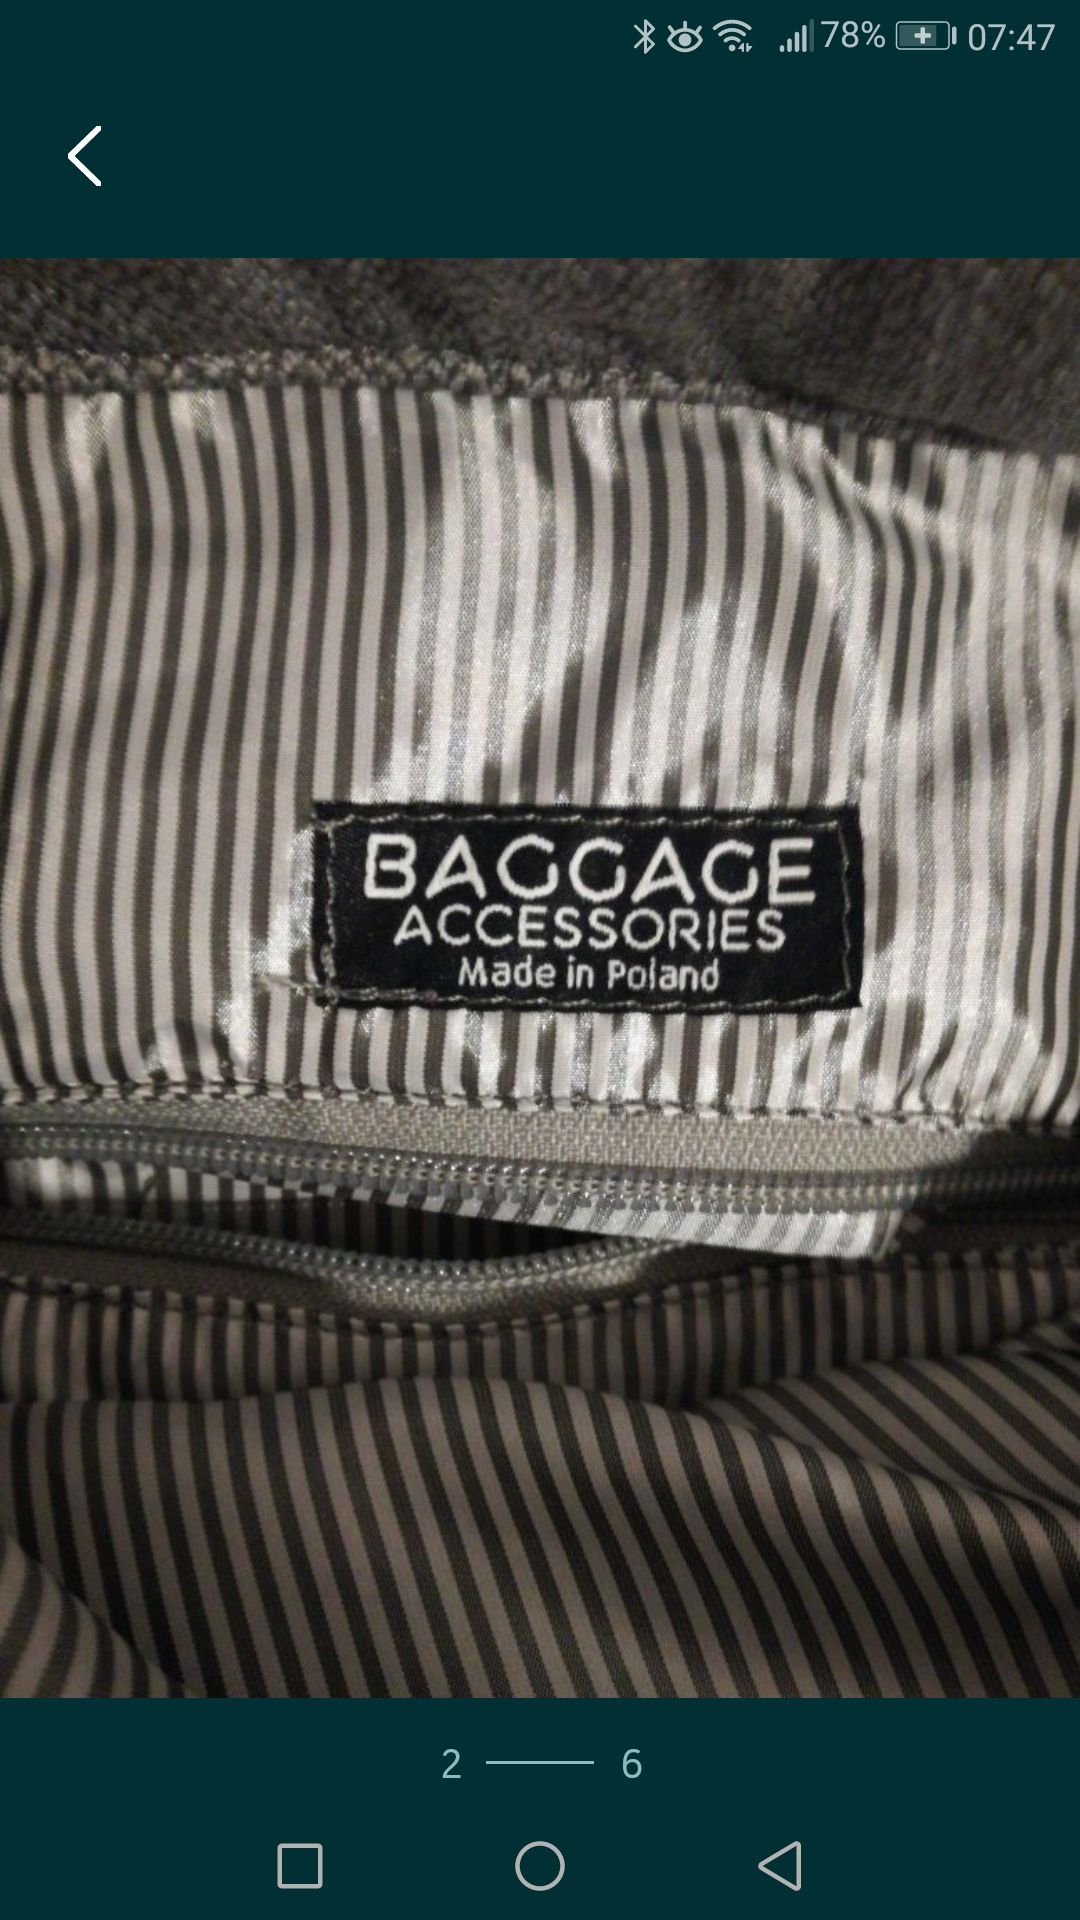 78% 07:47
BAGGAGE
ACCESSORIES
Made in Poland
2 6